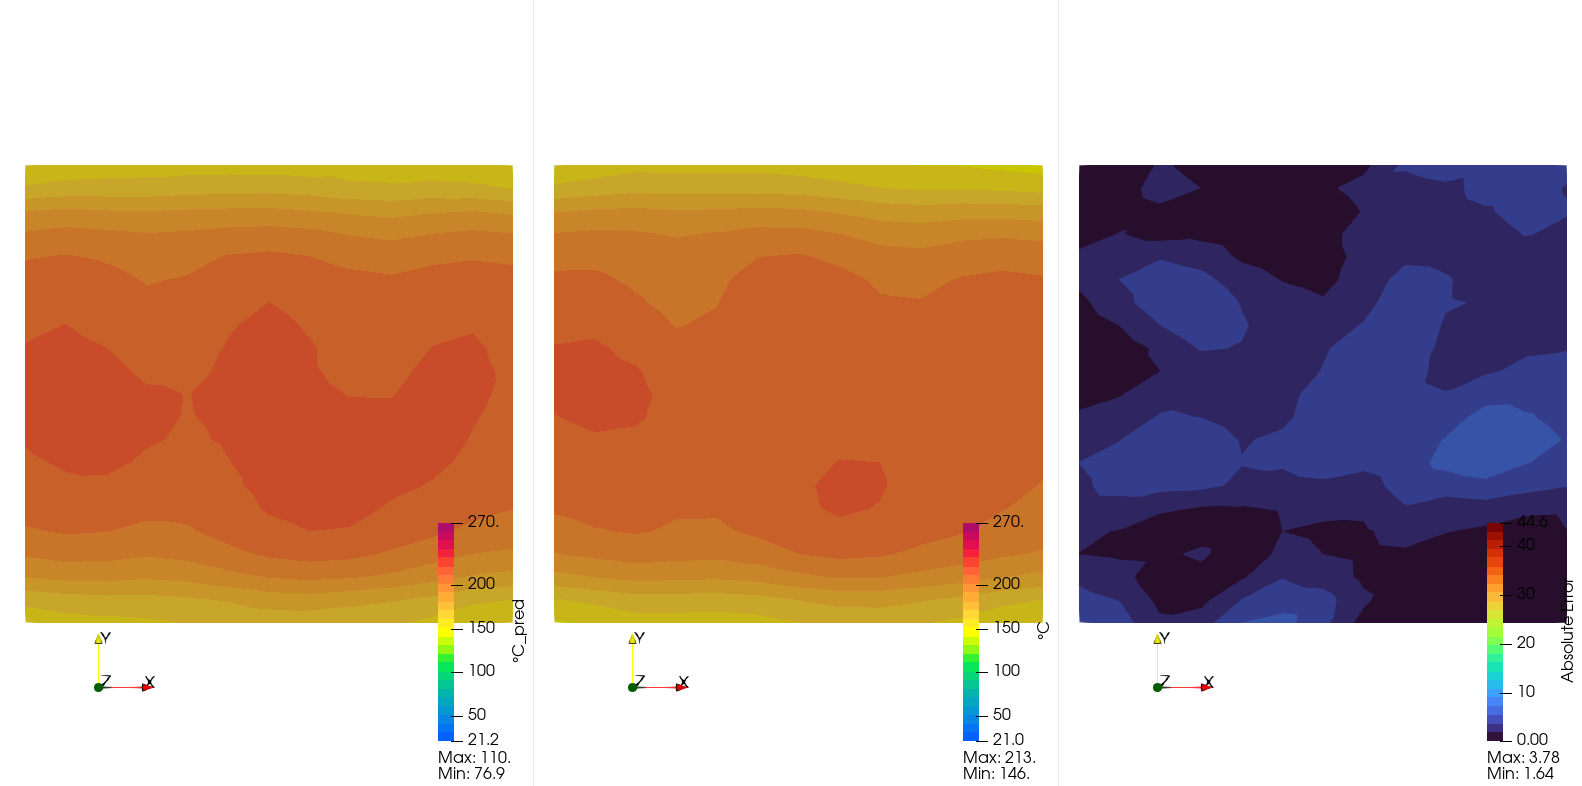 270.
200
150
100
50
21.2
°C_pred
Max: 110.
Min: 76.9
Y
Z
X
270.
200
150
100
50
21.0
°C
Max: 213.
Min: 146.
Y
Z
X
44.6
40
30
20
10
0.00
Absolute Error
Max: 3.78
Min: 1.64
Y
Z
X